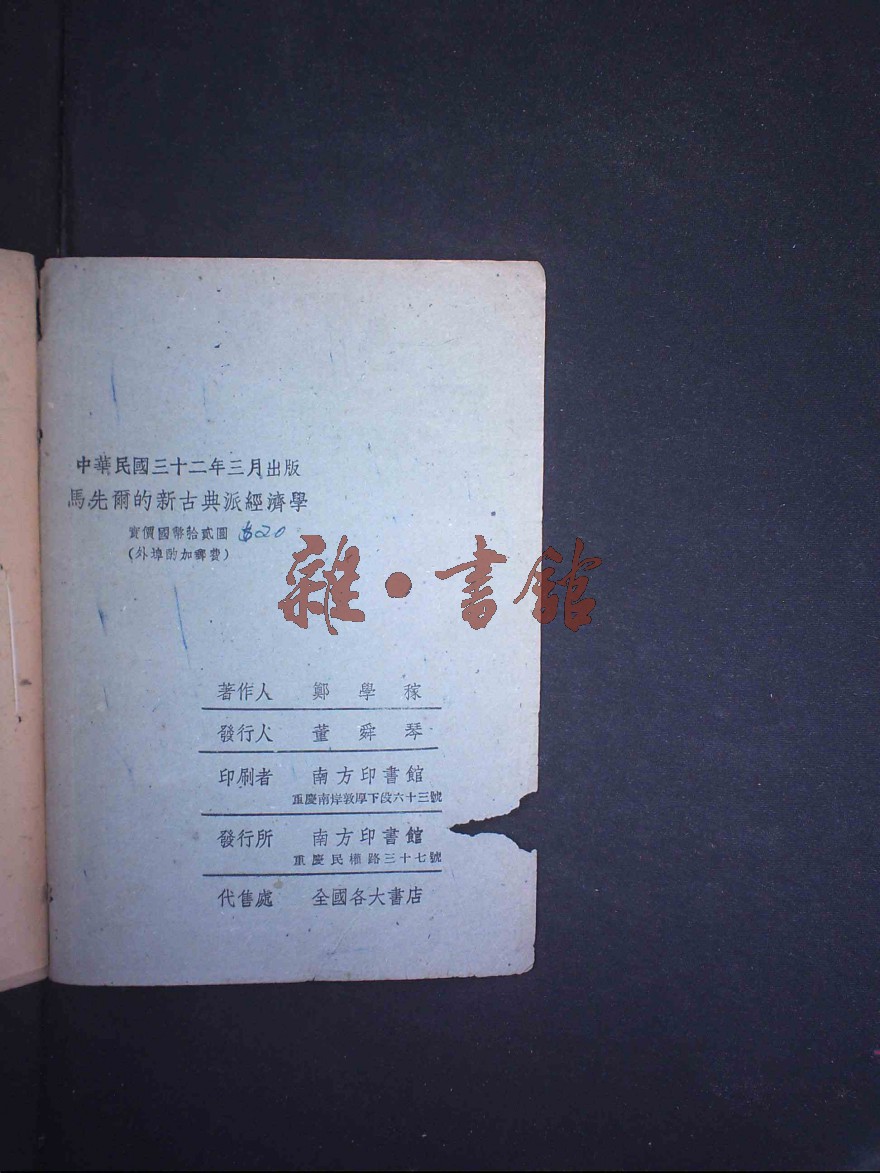 中華民國三十二年三月出版
馬先爾的新古典派經濟學
實價國幣拾貳圓 $20
(外埠酌加郵費)
雜·書館
著作人 鄭學稼
發行人 董舜琴
印刷者 南方印書館
重慶南岸敦厚下段六十三號
發行所 南方印書館
重慶民權路三十七號
代售處 全國各大書店